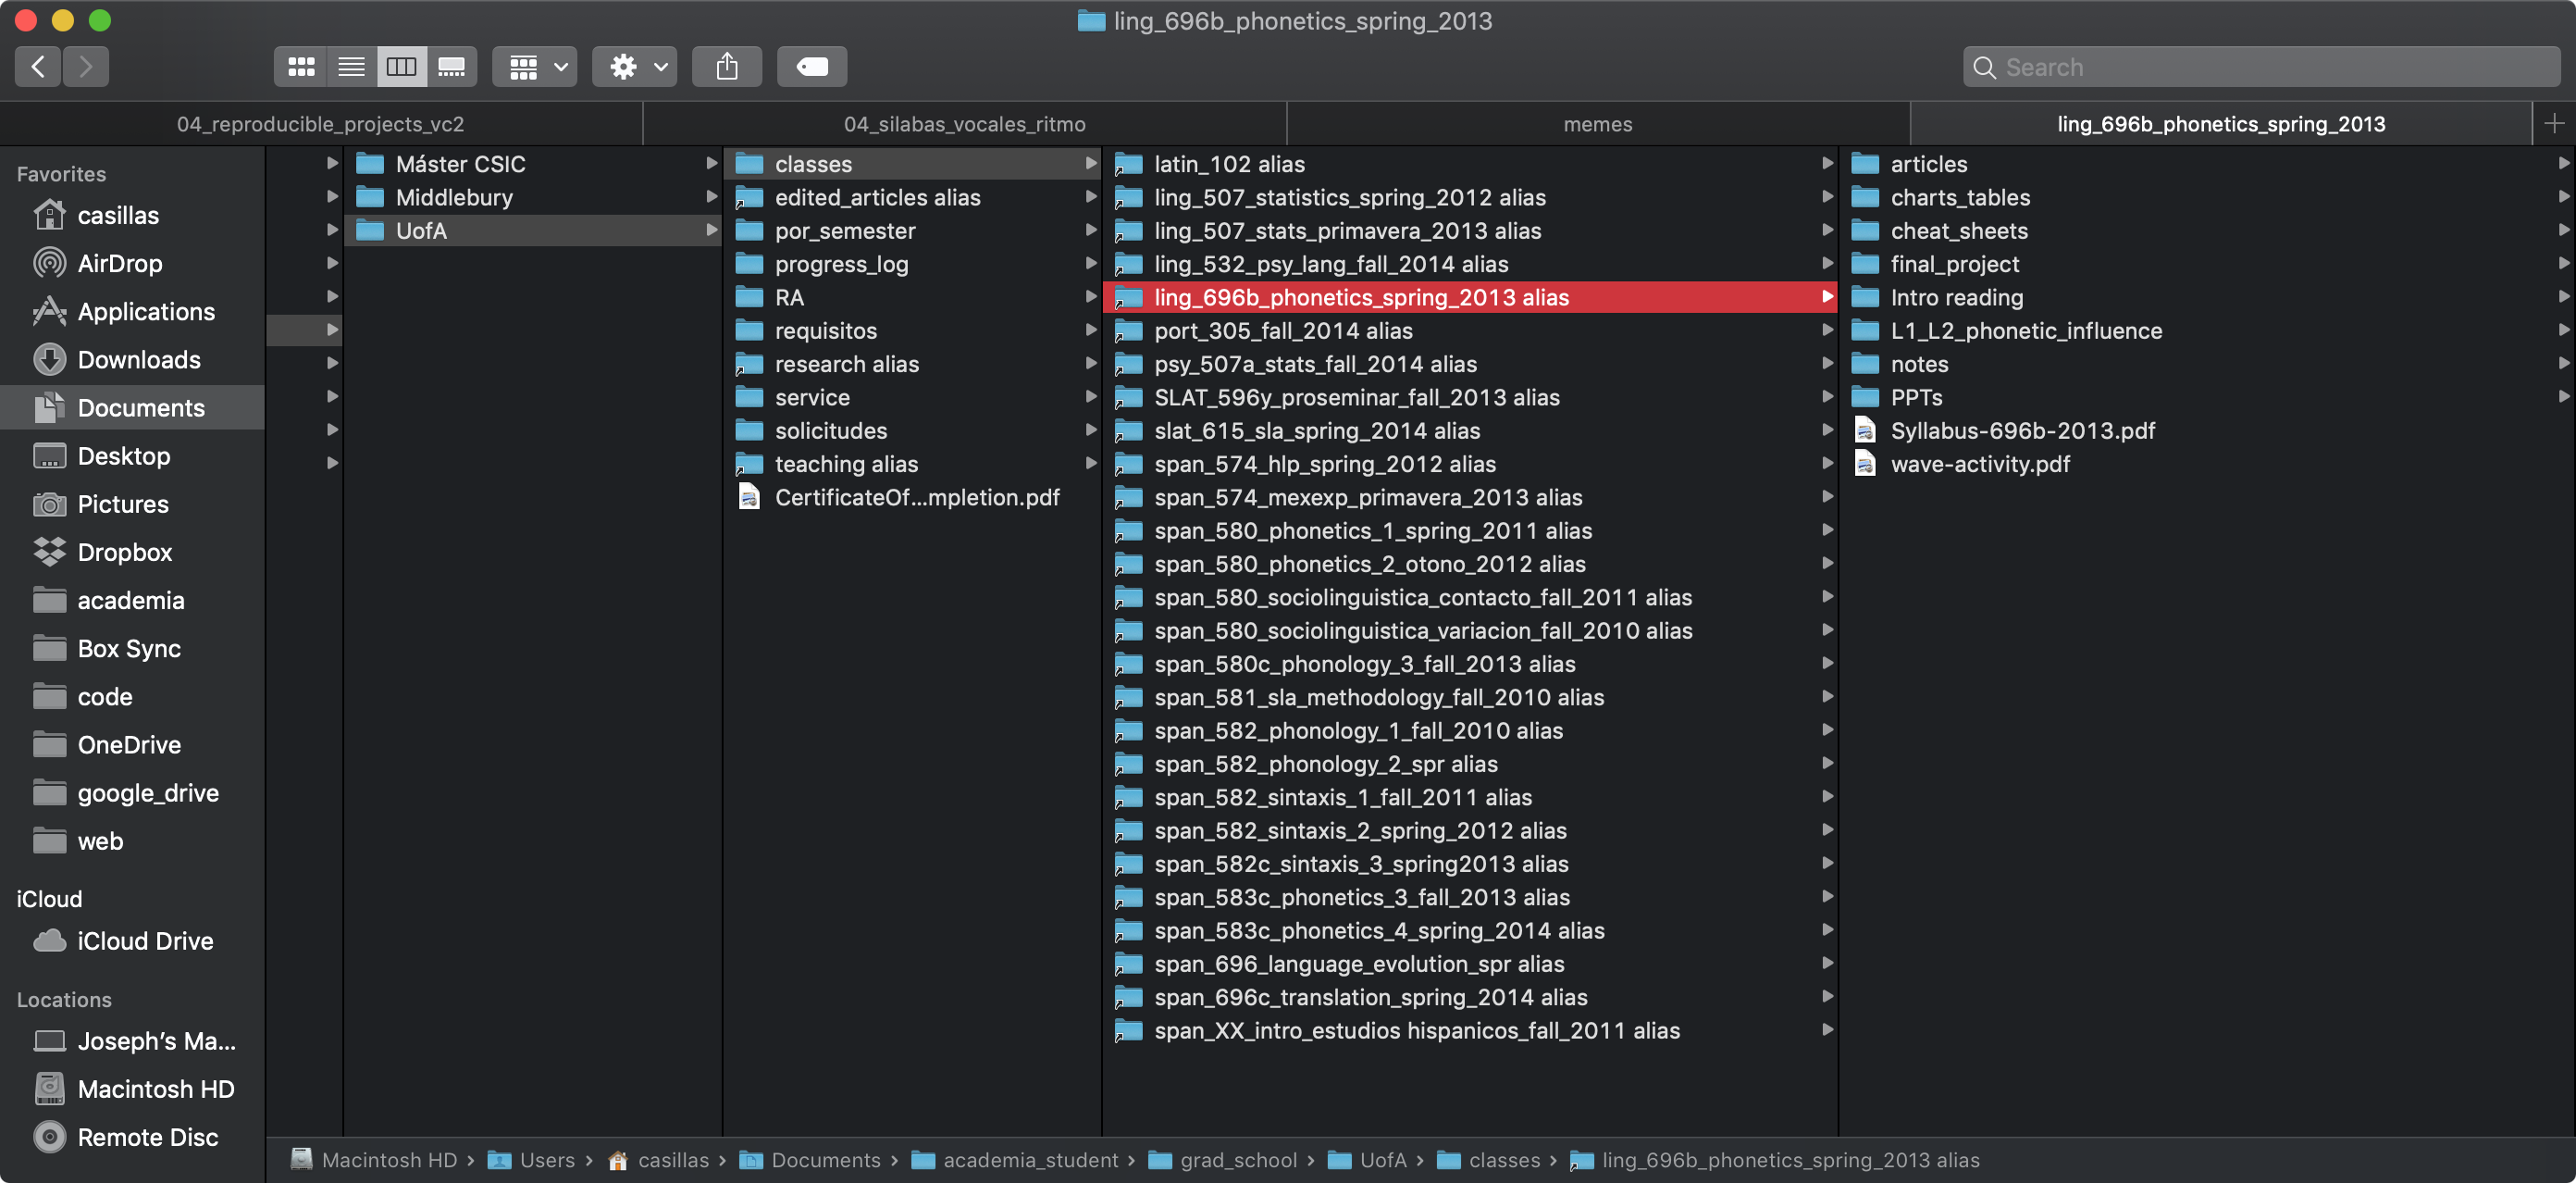 ling_696b_phonetics_spring_2013
Search
04_reproducible_projects_vc2
04_silabas_vocales_ritmo
memes
ling_696b_phonetics_spring_2013
Favorites
casillas
AirDrop
Applications
Downloads
Documents
Desktop
Pictures
Dropbox
academia
Box Sync
code
OneDrive
google_drive
web
iCloud
iCloud Drive
Locations
Joseph’s Ma...
Macintosh HD
Remote Disc
Máster CSIC
Middlebury
UofA
classes
edited_articles alias
por_semester
progress_log
RA
requisitos
research alias
service
solicitudes
teaching alias
CertificateOf...mpletion.pdf
latin_102 alias
ling_507_statistics_spring_2012 alias
ling_507_stats_primavera_2013 alias
ling_532_psy_lang_fall_2014 alias
ling_696b_phonetics_spring_2013 alias
port_305_fall_2014 alias
psy_507a_stats_fall_2014 alias
SLAT_596y_proseminar_fall_2013 alias
slat_615_sla_spring_2014 alias
span_574_hlp_spring_2012 alias
span_574_mexexp_primavera_2013 alias
span_580_phonetics_1_spring_2011 alias
span_580_phonetics_2_otono_2012 alias
span_580_sociolinguistica_contacto_fall_2011 alias
span_580_sociolinguistica_variacion_fall_2010 alias
span_580c_phonology_3_fall_2013 alias
span_581_sla_methodology_fall_2010 alias
span_582_phonology_1_fall_2010 alias
span_582_phonology_2_spr alias
span_582_sintaxis_1_fall_2011 alias
span_582_sintaxis_2_spring_2012 alias
span_582c_sintaxis_3_spring2013 alias
span_583c_phonetics_3_fall_2013 alias
span_583c_phonetics_4_spring_2014 alias
span_696_language_evolution_spr alias
span_696c_translation_spring_2014 alias
span_XX_intro_estudios hispanicos_fall_2011 alias
articles
charts_tables
cheat_sheets
final_project
Intro reading
L1_L2_phonetic_influence
notes
PPTs
Syllabus-696b-2013.pdf
wave-activity.pdf
Macintosh HD › Users › casillas › Documents › academia_student › grad_school › UofA › classes › ling_696b_phonetics_spring_2013 alias